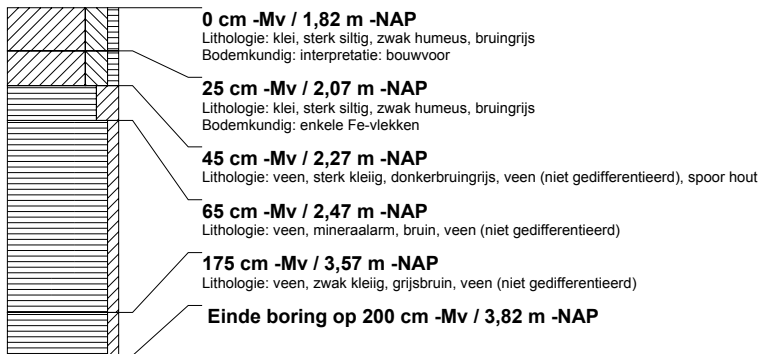 0 cm -Mv / 1,82 m -NAP
Lithologie: klei, sterk siltig, zwak humeus, bruingrijs
Bodemkundig: interpretatie: bouwvoor
25 cm -Mv / 2,07 m -NAP
Lithologie: klei, sterk siltig, zwak humeus, bruingrijs
Bodemkundig: enkele Fe-vlekken
45 cm -Mv / 2,27 m -NAP
Lithologie: veen, sterk kleiig, donkerbruingrijs, veen (niet gedifferentieerd), spoor hout
65 cm -Mv / 2,47 m -NAP
Lithologie: veen, mineraalarm, bruin, veen (niet gedifferentieerd)
175 cm -Mv / 3,57 m -NAP
Lithologie: veen, zwak kleiig, grijsbruin, veen (niet gedifferentieerd)
Einde boring op 200 cm -Mv / 3,82 m -NAP